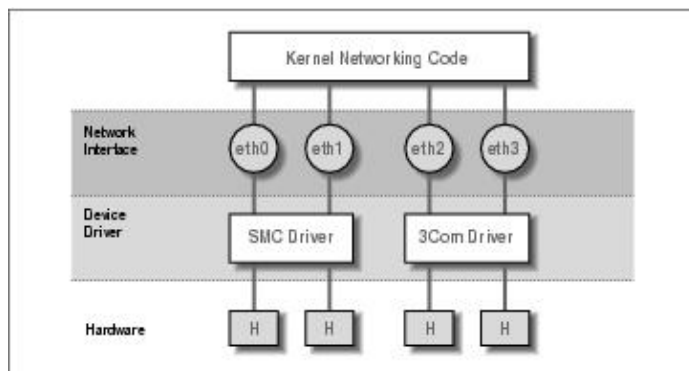 Kernel Networking Code
Network
Interface
eth0
eth1
eth2
eth3
Device
Driver
SMC Driver
3Com Driver
Hardware
H
H
H
H